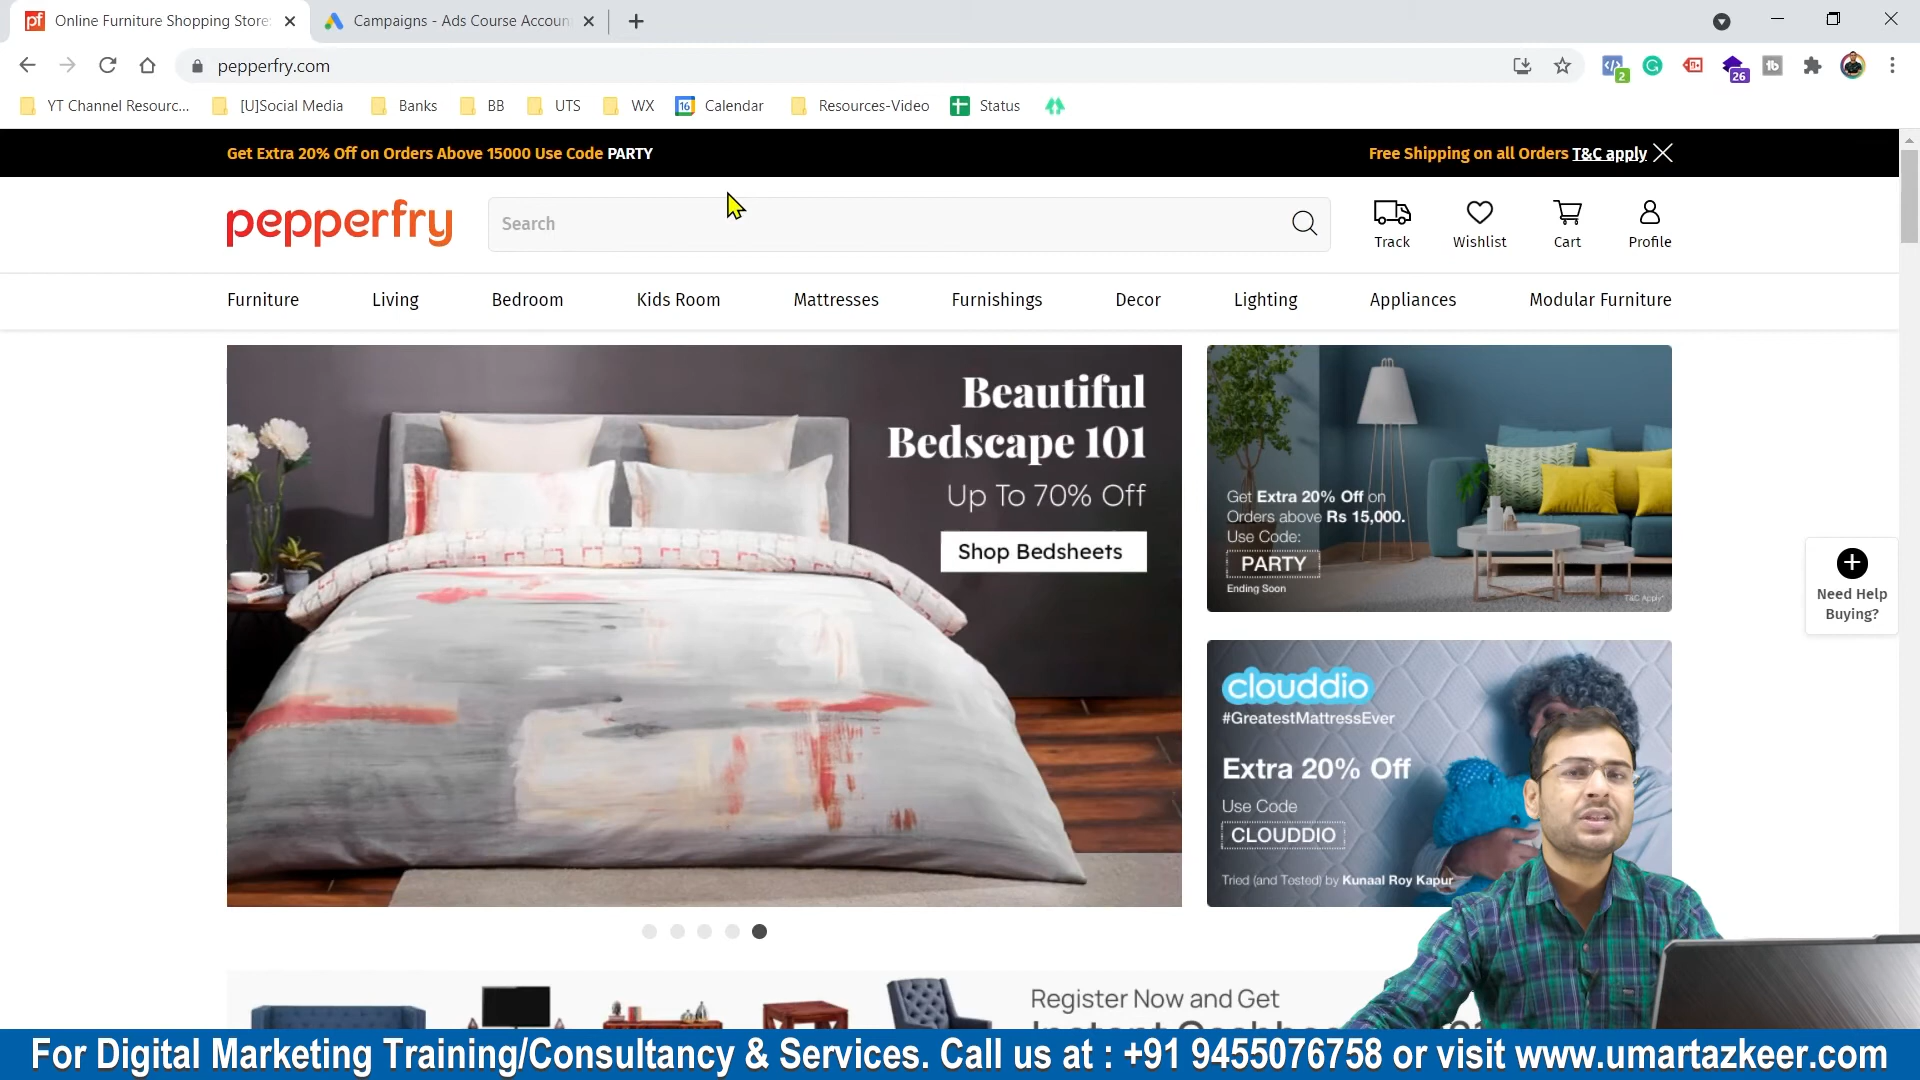 Online Furniture Shopping Store:
Campaigns - Ads Course Accoun
pepperfry.com
2
26
YT Channel Resourc...
[U]Social Media
Banks
BB
UTS
WX
16
Calendar
Resources-Video
Status
Get Extra 20% Off on Orders Above 15000 Use Code PARTY
Free Shipping on all Orders T&C apply
pepperfry
Search
Track
Wishlist
Cart
Profile
Furniture
Living
Bedroom
Kids Room
Mattresses
Furnishings
Decor
Lighting
Appliances
Modular Furniture
Beautiful
Bedscape 101
Up To 70% Off
Shop Bedsheets
Get Extra 20% Off on
Orders above Rs 15,000.
Use Code:
PARTY
Ending Soon
T&C Apply*
Need Help
Buying?
clouddio
#GreatestMattressEver
Extra 20% Off
Use Code
CLOUDDIO
Tried (and Tested) by Kunaal Roy Kapur
Register Now and Get
For Digital Marketing Training/Consultancy & Services. Call us at : +91 9455076758 or visit www.umartazkeer.com